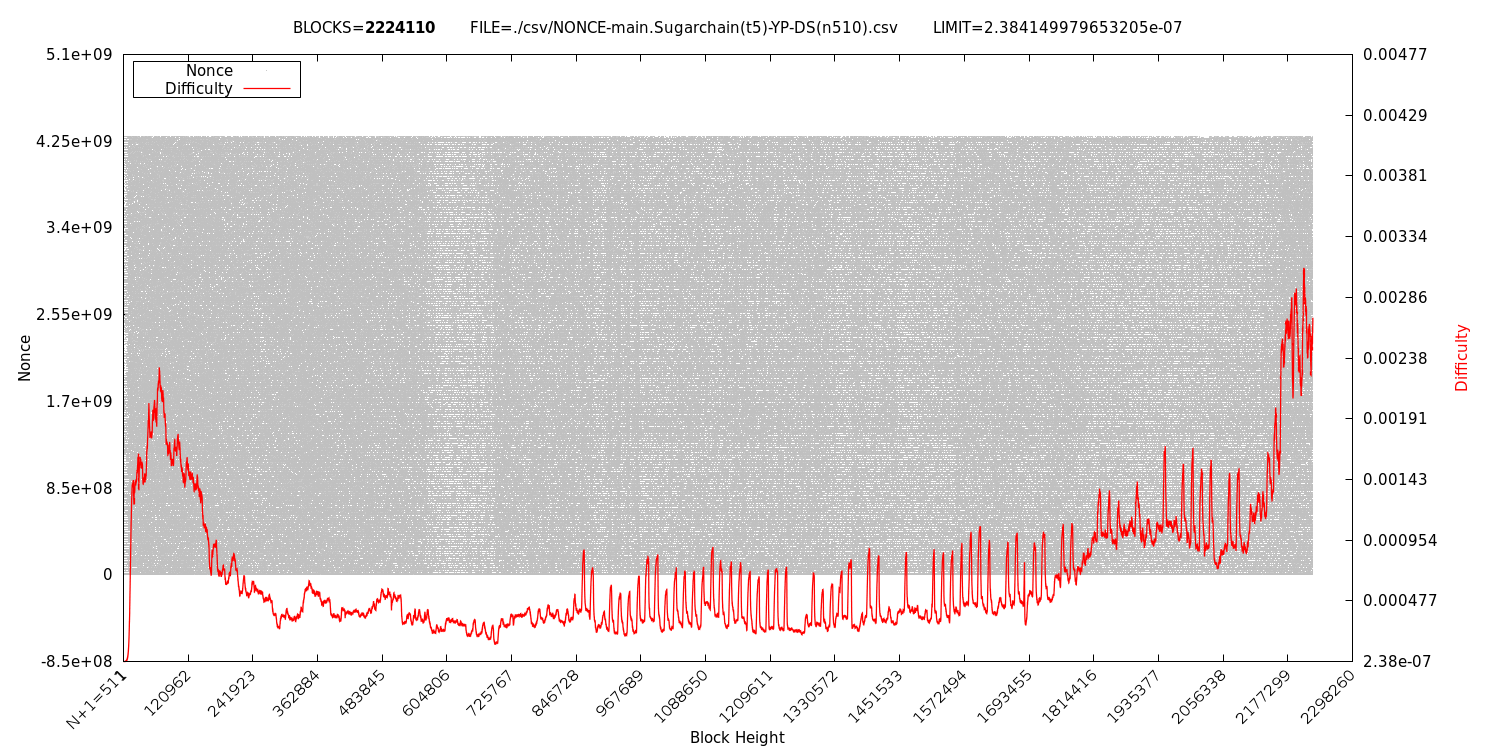 BLOCKS=2224110 FILE=./csv/NONCE-main.Sugarchain(t5)-YP-DS(n510).csv LIMIT=2.384149979653205e-07
Nonce
Difficulty
5.1e+09
4.25e+09
3.4e+09
2.55e+09
1.7e+09
8.5e+08
0
-8.5e+08
Nonce
0.00477
0.00429
0.00381
0.00334
0.00286
0.00238
0.00191
0.00143
0.000954
0.000477
2.38e-07
Difficulty
N+1=511
120962
241923
362884
483845
604806
725767
846728
967689
1088650
1209611
1330572
1451533
1572494
1693455
1814416
1935377
2056338
2177299
2298260
Block Height